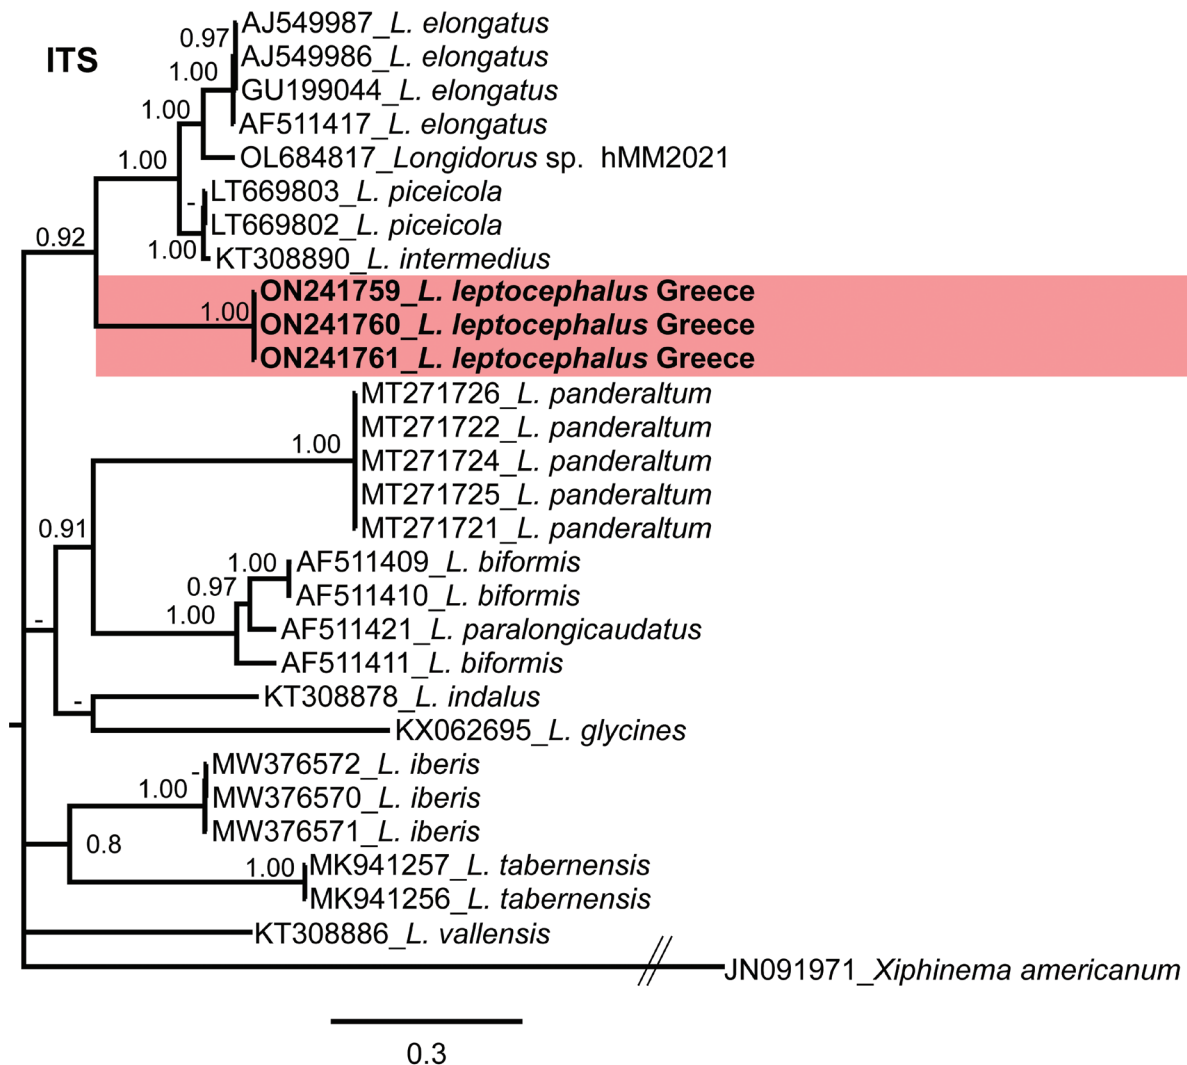 ITS
0.97
AJ549987_L. elongatus
1.00
AJ549986_L. elongatus
GU199044_L. elongatus
1.00
AF511417_L. elongatus
1.00
OL684817_Longidorus sp. hMM2021
LT669803_L. piceicola
-
LT669802_L. piceicola
0.92
1.00
KT308890_L. intermedius
ON241759_L. leptocephalus Greece
1.00
ON241760_L. leptocephalus Greece
ON241761_L. leptocephalus Greece
MT271726_L. panderaltum
MT271722_L. panderaltum
1.00
MT271724_L. panderaltum
MT271725_L. panderaltum
0.91
MT271721_L. panderaltum
1.00
AF511409_L. biformis
0.97
AF511410_L. biformis
1.00
-
AF511421_L. paralongicaudatus
AF511411_L. biformis
-
KT308878_L. indalus
KX062695_L. glycines
-
MW376572_L. iberis
1.00
MW376570_L. iberis
MW376571_L. iberis
0.8
1.00
MK941257_L. tabernensis
MK941256_L. tabernensis
KT308886_L. vallensis
JN091971_Xiphinema americanum
0.3